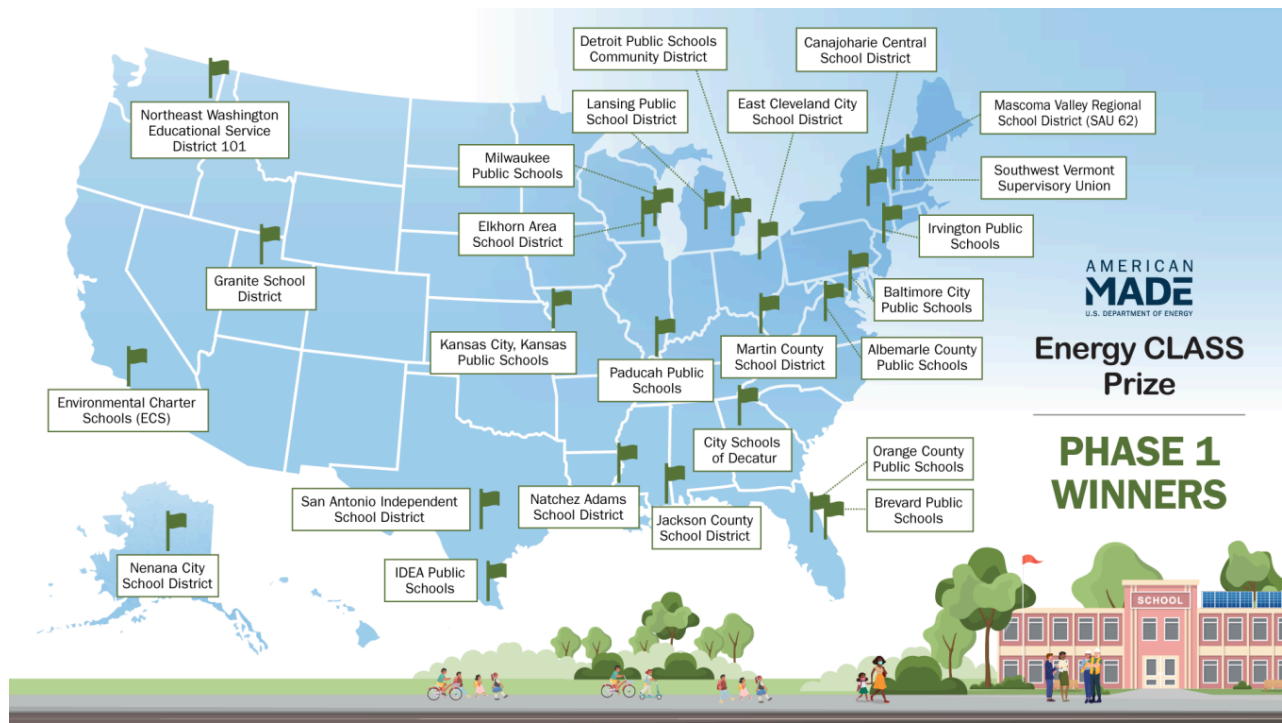 Detroit Public Schools
Community District
Canajoharie Central
School District
Lansing Public
School District
East Cleveland City
School District
Mascoma Valley Regional
School District (SAU 62)
Northeast Washington
Educational Service
District 101
Milwaukee
Public Schools
Southwest Vermont
Supervisory Union
Elkhorn Area
School District
Irvington Public
Schools
Granite School
District
Baltimore City
Public Schools
AMERICAN
MADE
U.S. DEPARTMENT OF ENERGY
Kansas City, Kansas
Public Schools
Paducah Public
Schools
Martin County
School District
Albemarle County
Public Schools
Energy CLASS
Prize
Environmental Charter
Schools (ECS)
City Schools
of Decatur
Orange County
Public Schools
PHASE 1
WINNERS
San Antonio Independent
School District
Natchez Adams
School District
Jackson County
School District
Brevard Public
Schools
Nenana City
School District
IDEA Public
Schools
SCHOOL